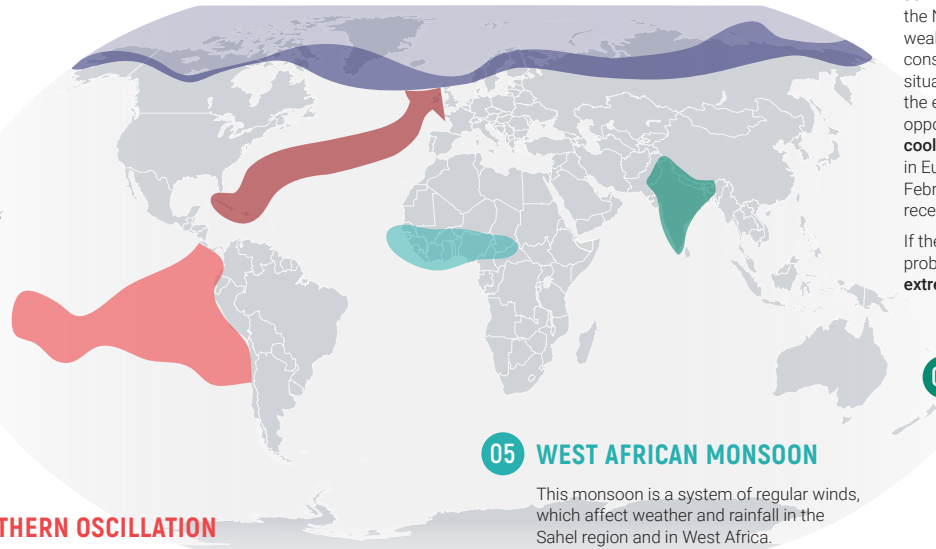 the N
weal
cons
situa
the e
oppo
cool
in Eu
Febr
rece
If the
prob
extre
05 WEST AFRICAN MONSOON
This monsoon is a system of regular winds,
which affect weather and rainfall in the
Sahel region and in West Africa.
THERN OSCILLATION